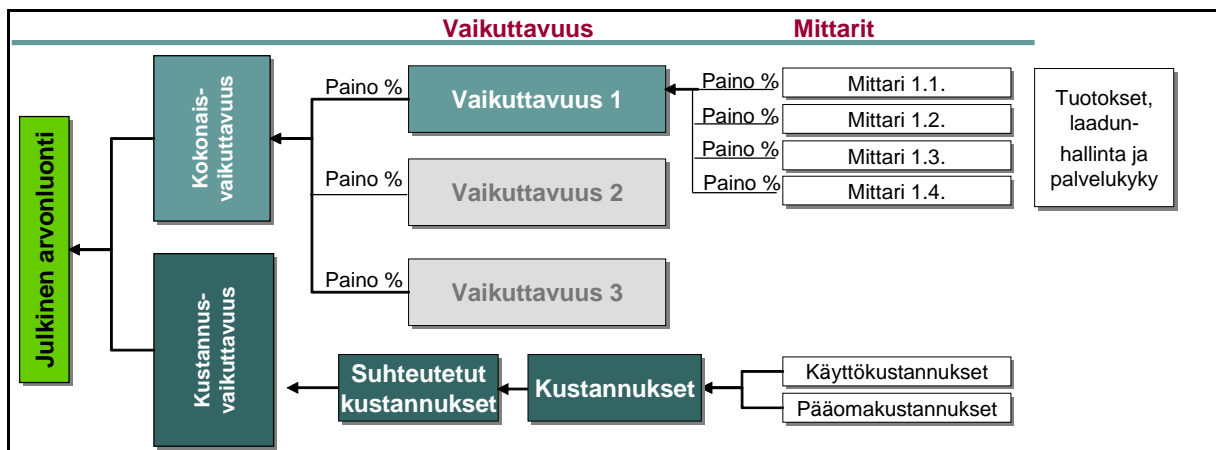 Vaikuttavuus
Mittarit
Julkinen arvonluonti
Kokonais-
vaikuttavuus
Kustannus-
vaikuttavuus
Paino %
Vaikuttavuus 1
Paino %
Vaikuttavuus 2
Paino %
Vaikuttavuus 3
Paino %
Mittari 1.1.
Paino %
Mittari 1.2.
Paino %
Mittari 1.3.
Paino %
Mittari 1.4.
Tuotokset,
laadun-
hallinta ja
palvelukyky
Suhteutetut
kustannukset
Kustannukset
Käyttökustannukset
Pääomakustannukset